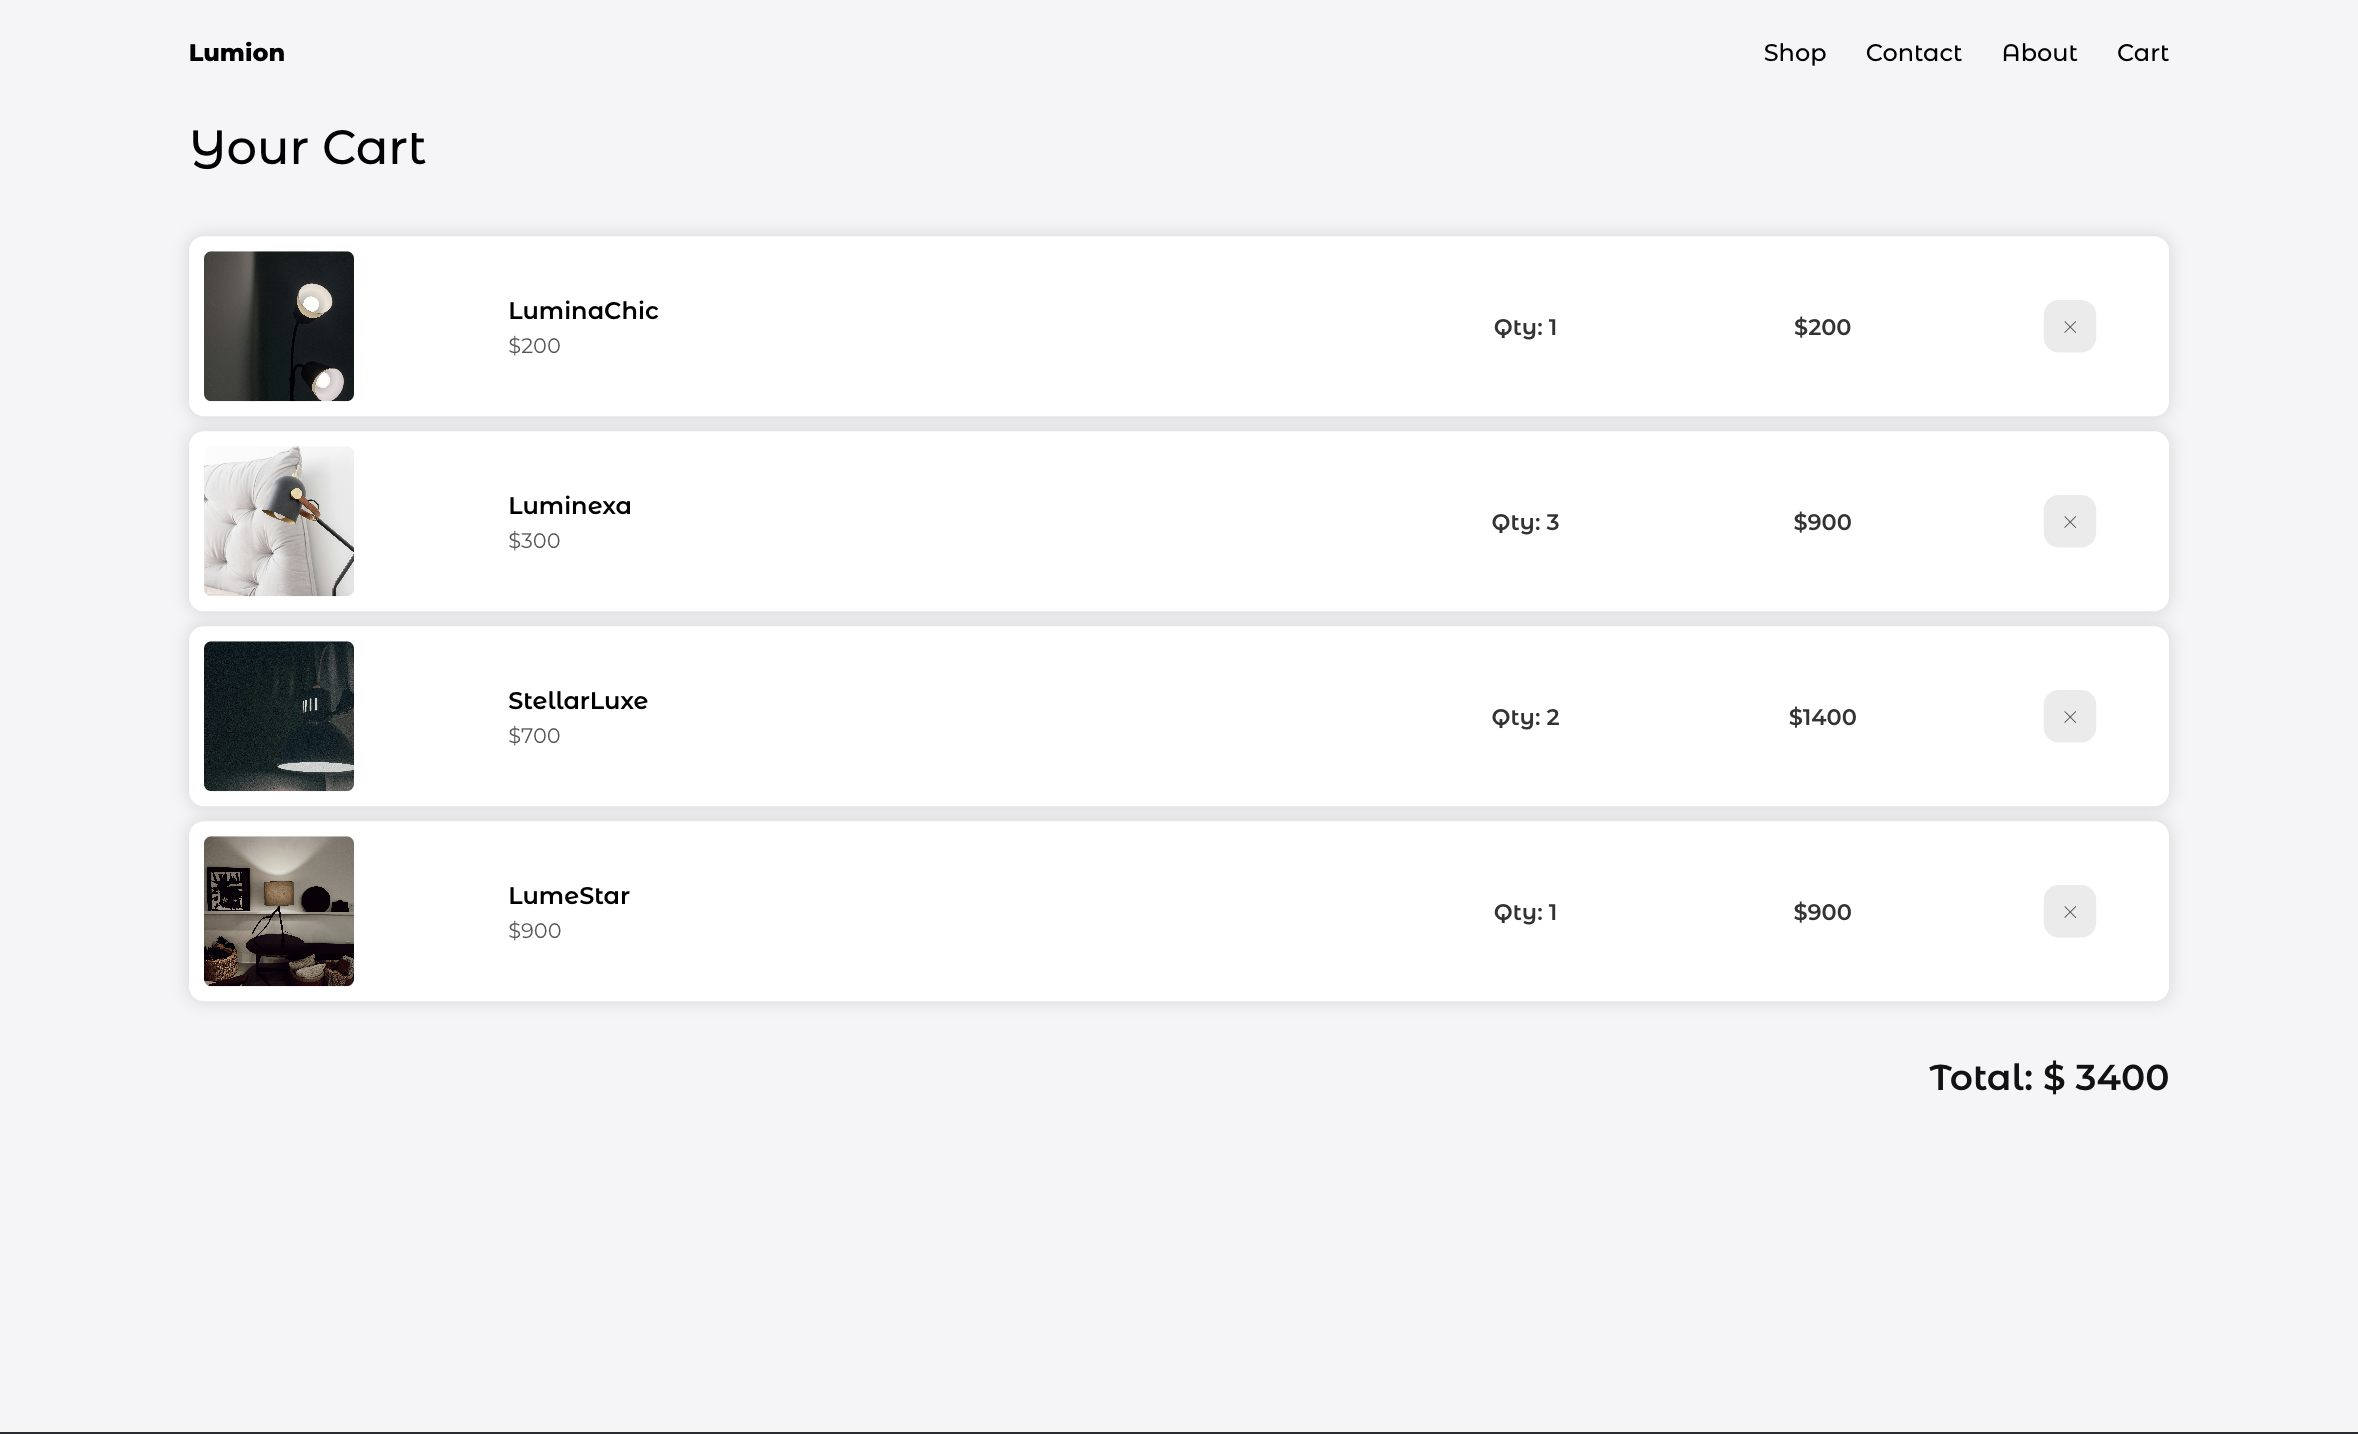 Lumion Shop Contact About Cart
Your Cart
LuminaChic
$200
Qty: 1 $200
Luminexa
$300
Qty: 3 $900
StellarLuxe
$700
Qty: 2 $1400
LumeStar
$900
Qty: 1 $900
Total: $ 3400